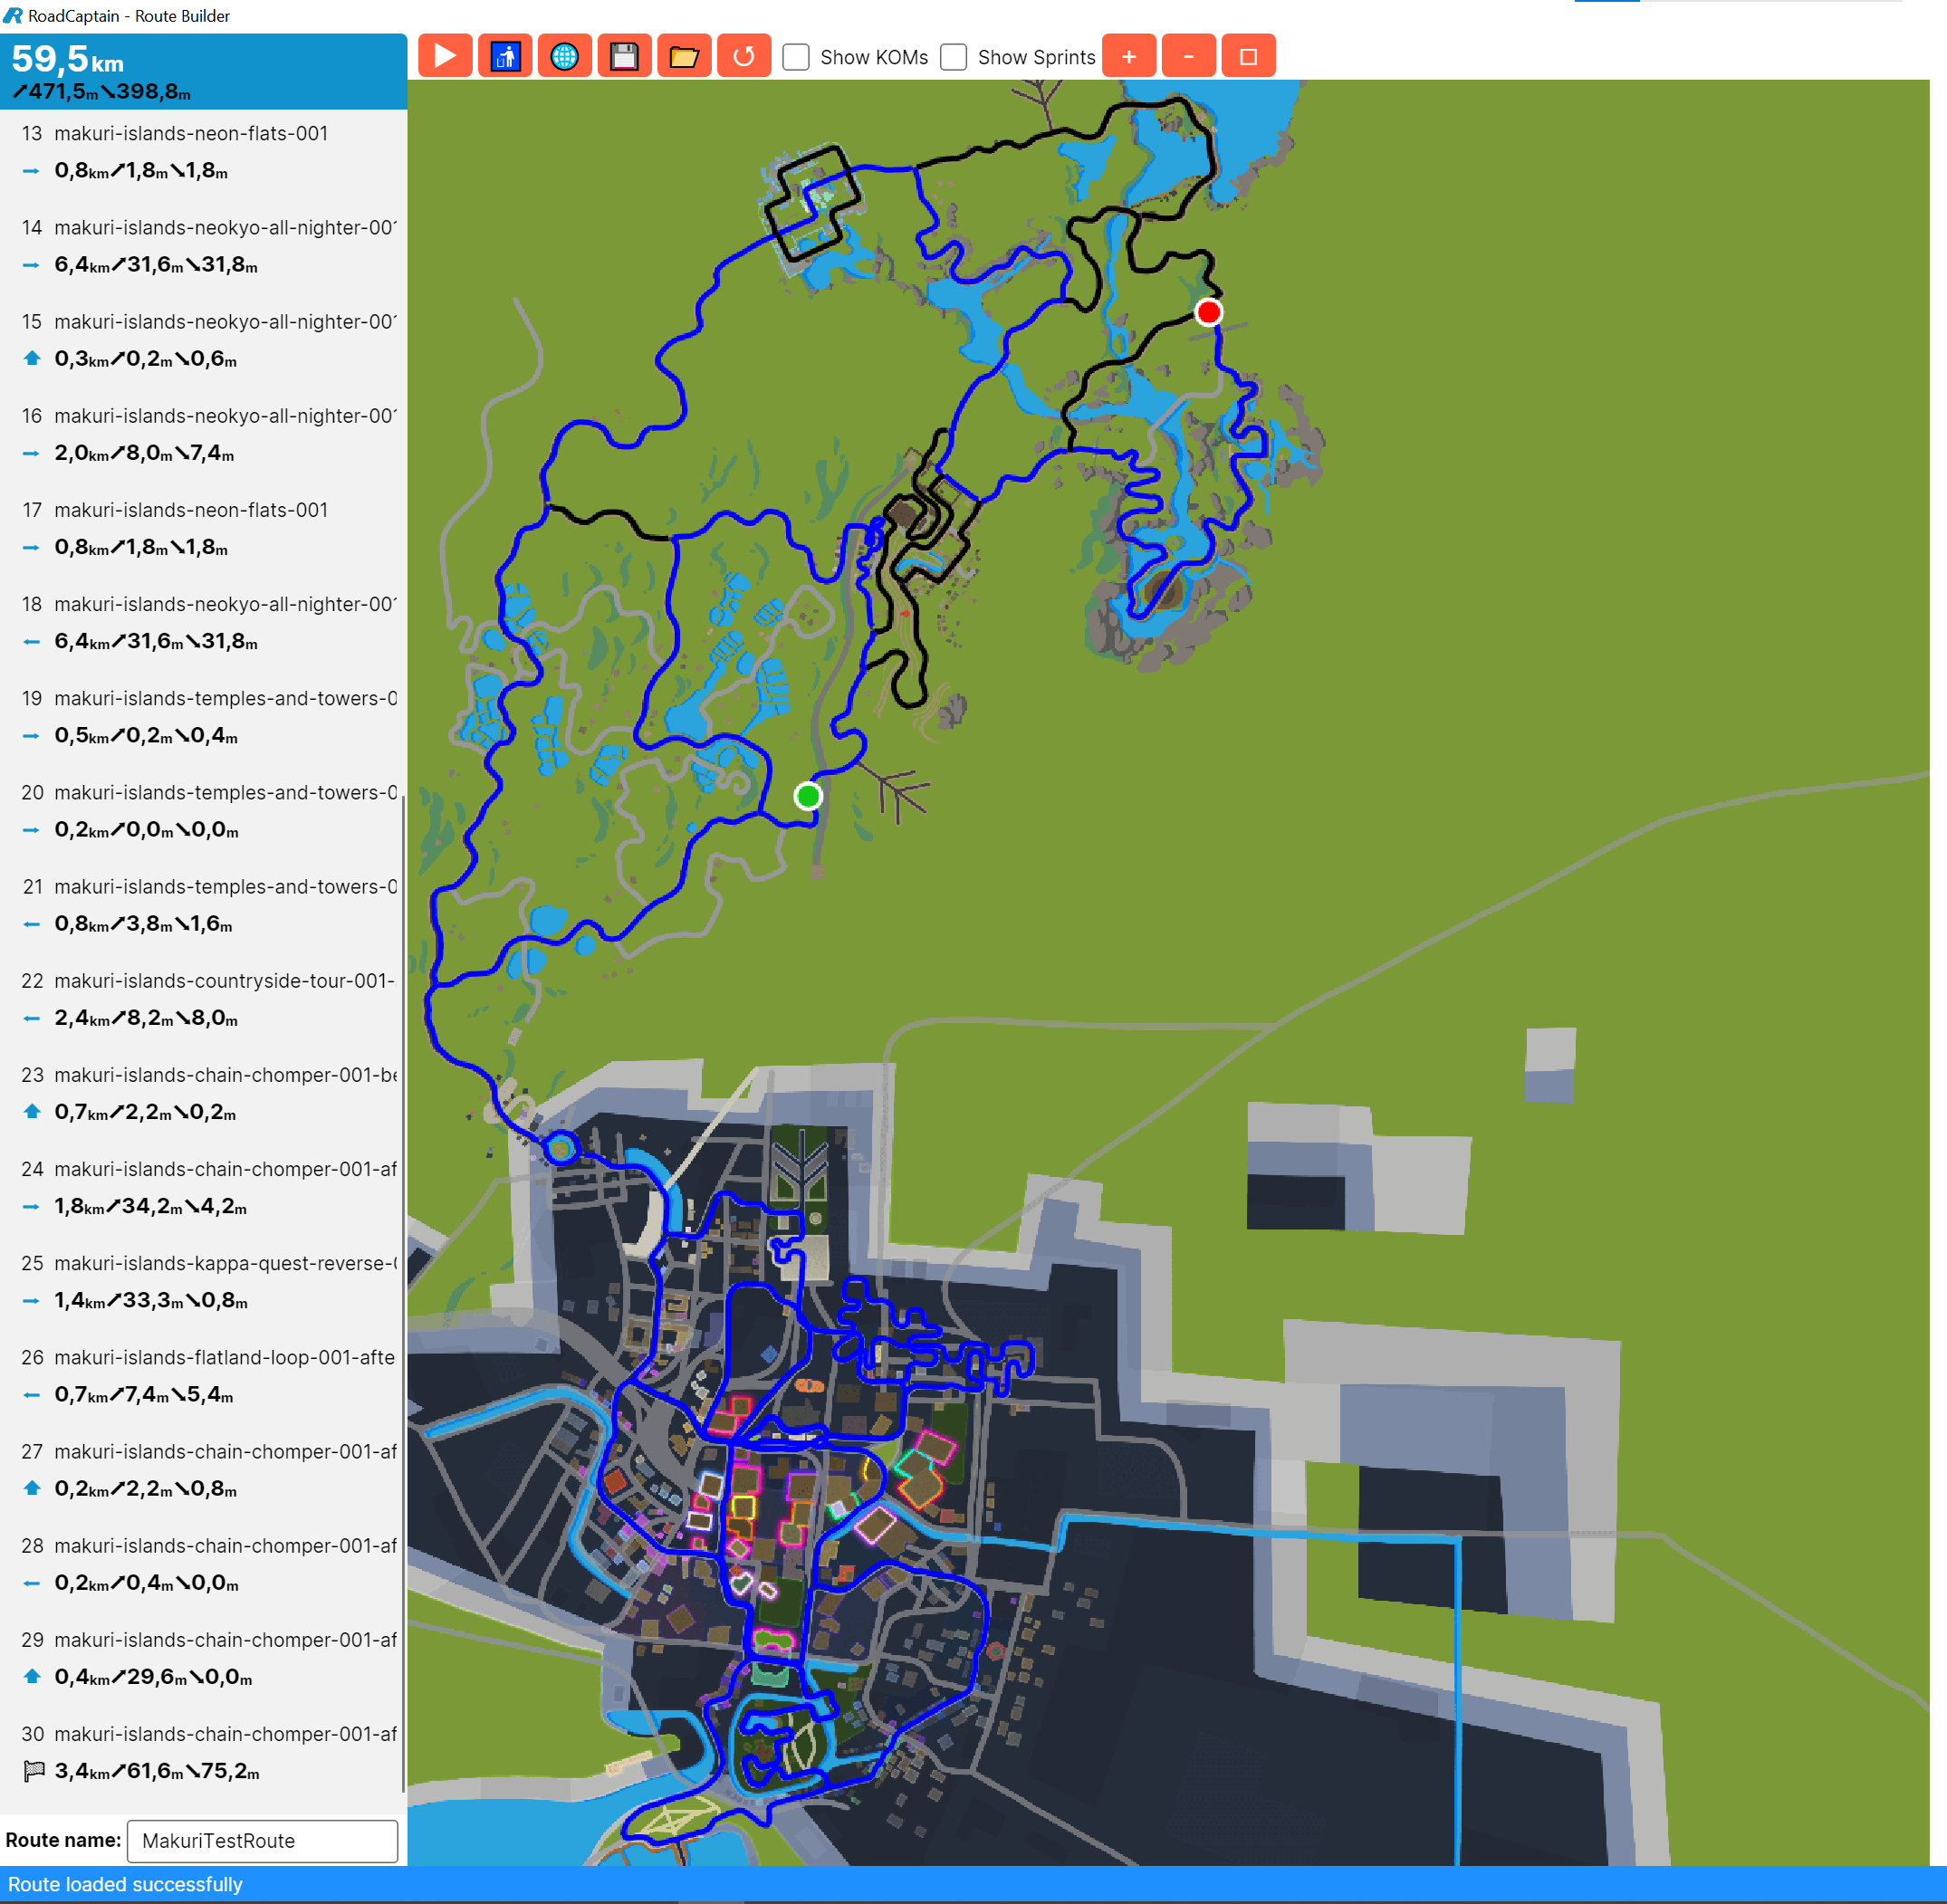 RoadCaptain - Route Builder
59,5km
↗471,5m↘398,8m
Show KOMs
Show Sprints
+
-
13 makuri-islands-neon-flats-001
→ 0,8km↗1,8m↘1,8m
14 makuri-islands-neokyo-all-nighter-001
→ 6,4km↗31,6m↘31,8m
15 makuri-islands-neokyo-all-nighter-001
↑ 0,3km↗0,2m↘0,6m
16 makuri-islands-neokyo-all-nighter-001
→ 2,0km↗8,0m↘7,4m
17 makuri-islands-neon-flats-001
→ 0,8km↗1,8m↘1,8m
18 makuri-islands-neokyo-all-nighter-001
← 6,4km↗31,6m↘31,8m
19 makuri-islands-temples-and-towers-0
→ 0,5km↗0,2m↘0,4m
20 makuri-islands-temples-and-towers-0
→ 0,2km↗0,0m↘0,0m
21 makuri-islands-temples-and-towers-0
← 0,8km↗3,8m↘1,6m
22 makuri-islands-countryside-tour-001-
← 2,4km↗8,2m↘8,0m
23 makuri-islands-chain-chomper-001-be
↑ 0,7km↗2,2m↘0,2m
24 makuri-islands-chain-chomper-001-af
→ 1,8km↗34,2m↘4,2m
25 makuri-islands-kappa-quest-reverse-0
→ 1,4km↗33,3m↘0,8m
26 makuri-islands-flatland-loop-001-afte
← 0,7km↗7,4m↘5,4m
27 makuri-islands-chain-chomper-001-af
↑ 0,2km↗2,2m↘0,8m
28 makuri-islands-chain-chomper-001-af
← 0,2km↗0,4m↘0,0m
29 makuri-islands-chain-chomper-001-af
↑ 0,4km↗29,6m↘0,0m
30 makuri-islands-chain-chomper-001-af
3,4km↗61,6m↘75,2m
Route name: MakuriTestRoute
Route loaded successfully